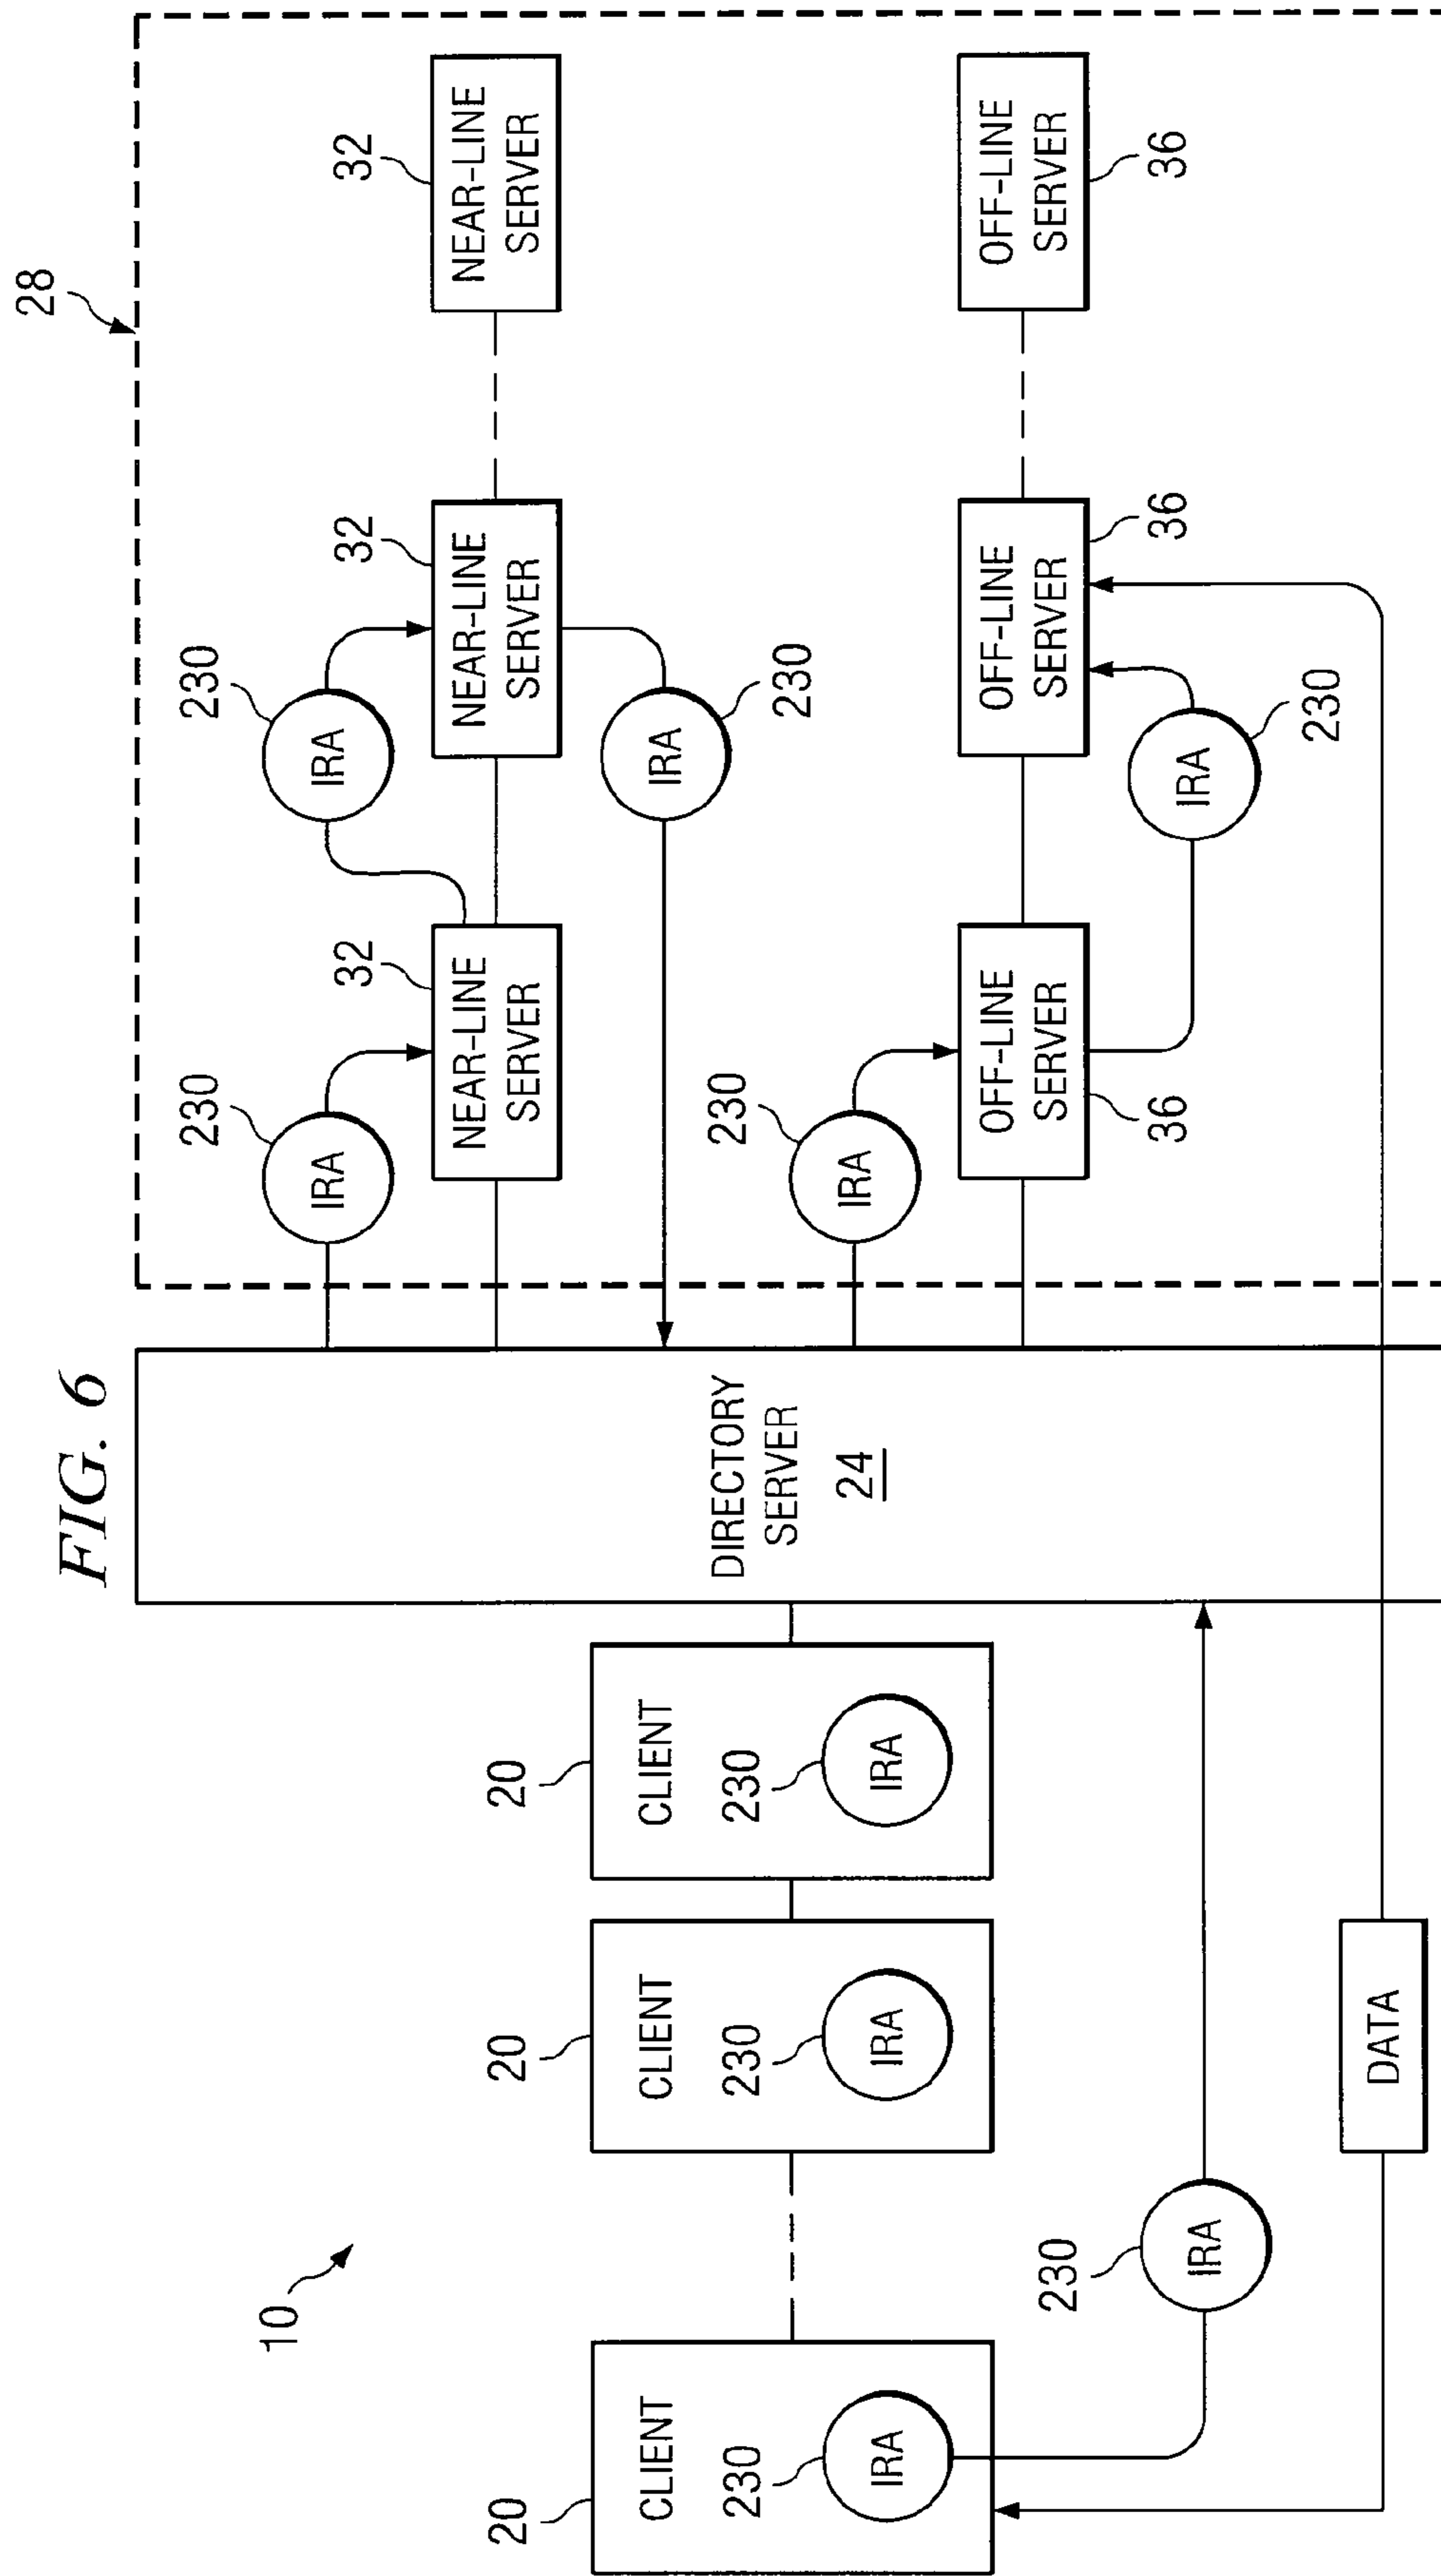 FIG. 6
10
28
20
CLIENT
230
IRA
20
CLIENT
230
IRA
20
CLIENT
230
IRA
230
IRA
DATA
DIRECTORY
SERVER
24
230
IRA
32
NEAR-LINE
SERVER
230
IRA
32
NEAR-LINE
SERVER
32
NEAR-LINE
SERVER
IRA
230
230
IRA
OFF-LINE
SERVER
36
IRA
230
OFF-LINE
SERVER
36
OFF-LINE
SERVER
36